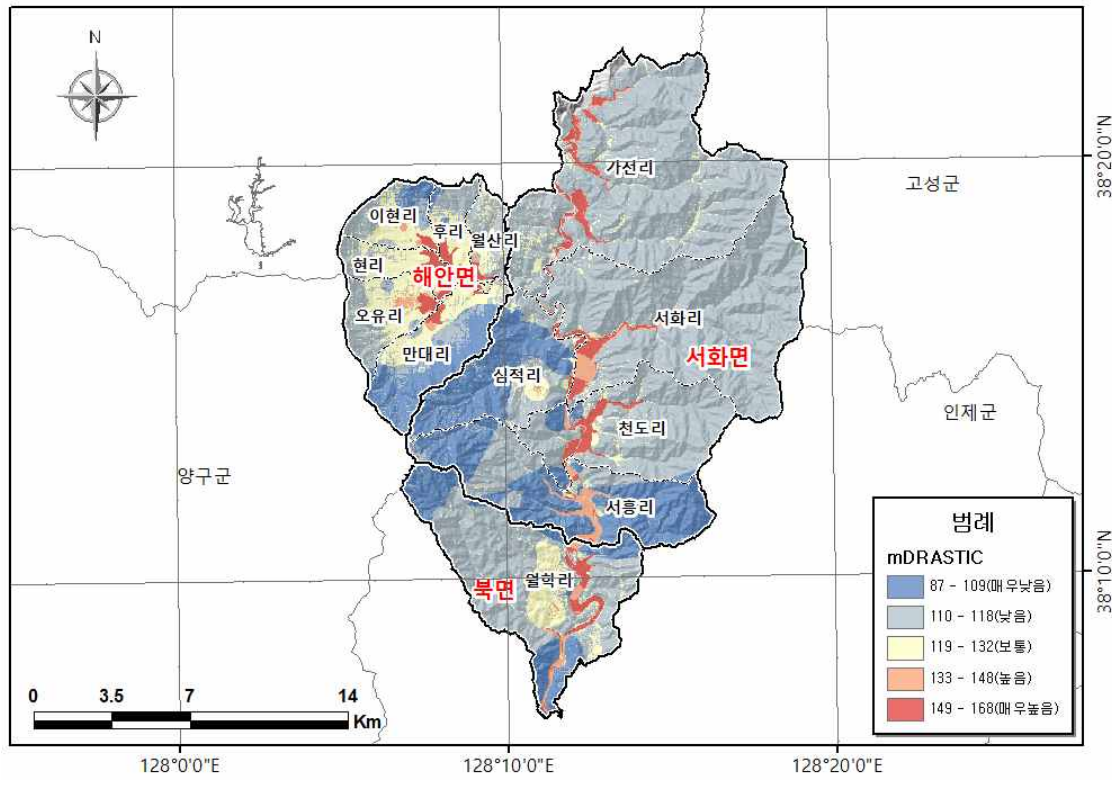 N
38°20'0"N
고성군
가전리
이현리
후리
월산리
현리
해안면
오유리
만대리
서화리
서화면
심적리
천도리
인제군
양구군
서흥리
월학리
북면
38°10'0"N
범례
mDRASTIC
87 - 109(매우낮음)
110 - 118(낮음)
119 - 132(보통)
133 - 148(높음)
149 - 168(매우높음)
0 3.5 7 14
Km
128°0'0"E 128°10'0"E 128°20'0"E